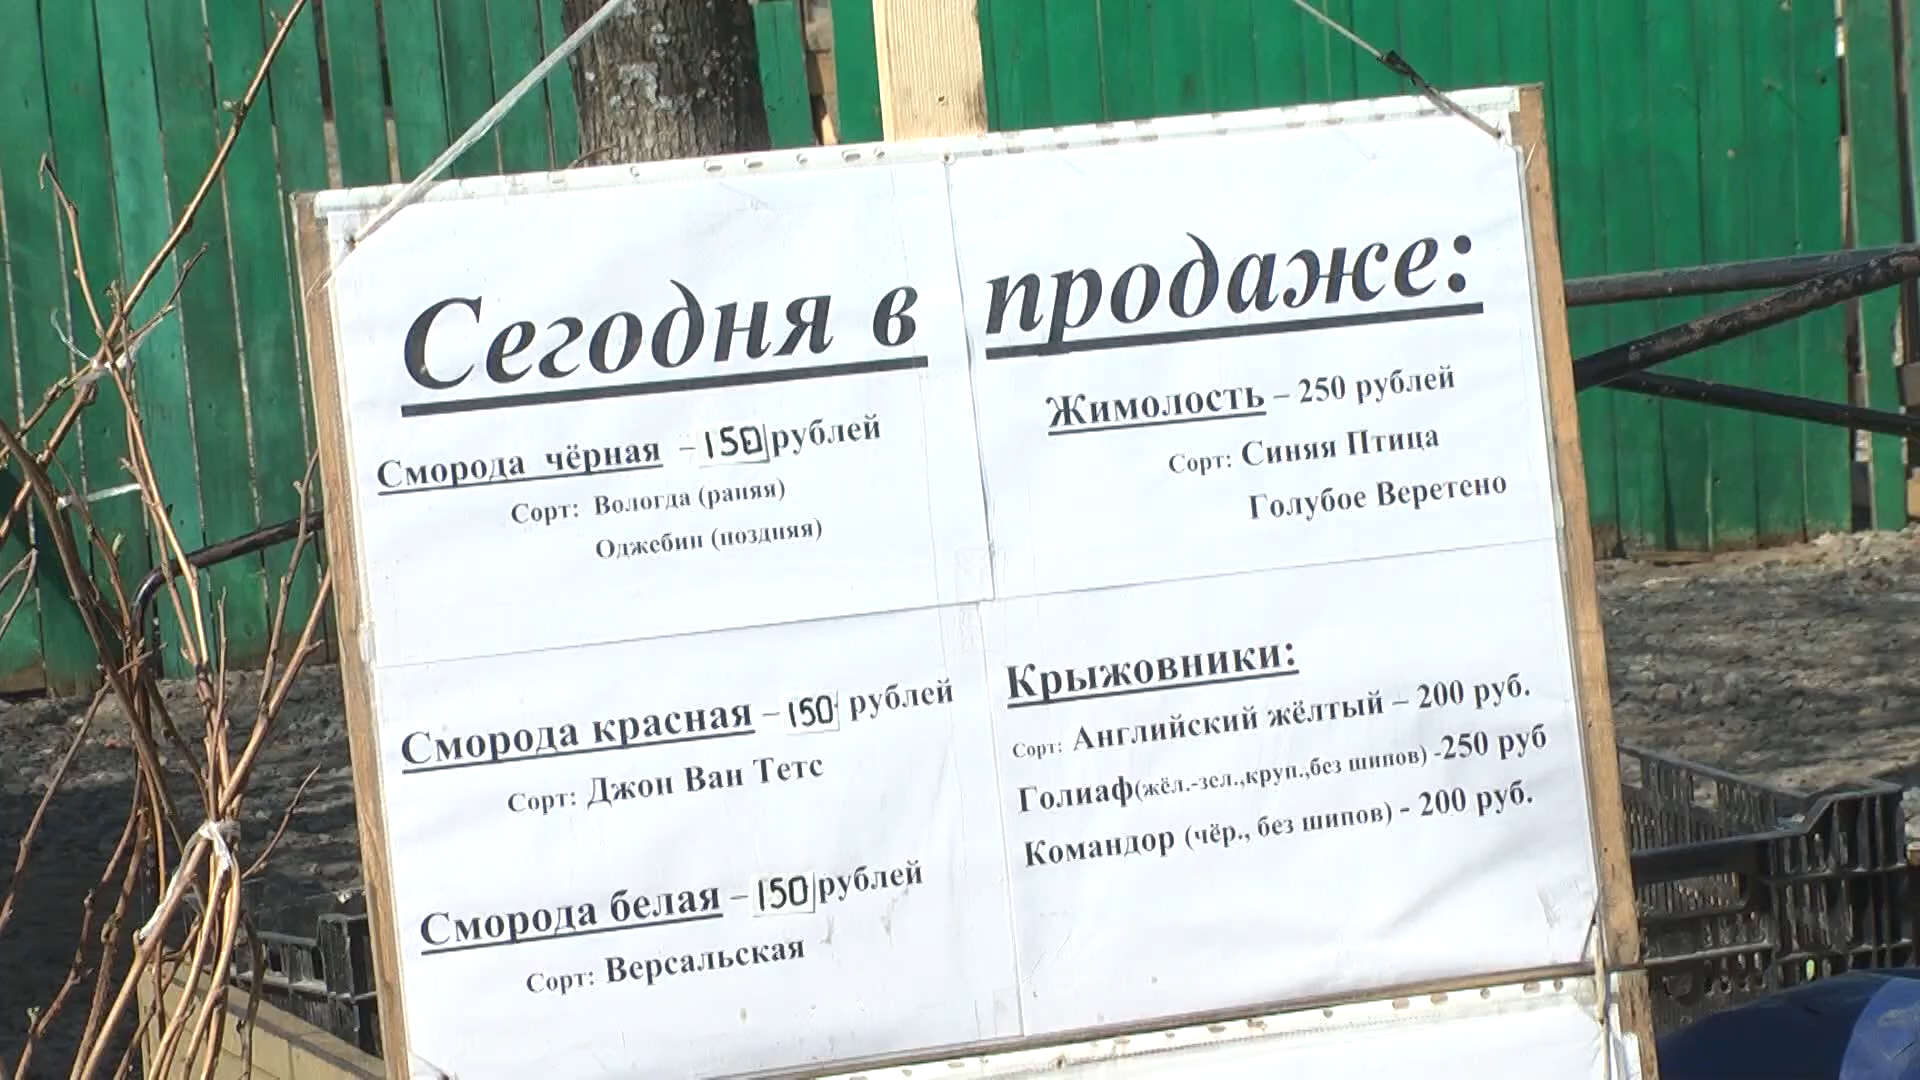 Сегодня в продаже:
Сморода чёрная – 150 рублей
Сорт: Вологда (раняя)
Оджебин (поздняя)
Жимолость – 250 рублей
Сорт: Синяя Птица
Голубое Веретено
Сморода красная – 150 рублей
Сорт: Джон Ван Тетс
Сморода белая – 150 рублей
Сорт: Версальская
Крыжовники:
Сорт: Английский жёлтый – 200 руб.
Голиаф(жёл.-зел.,круп.,без шипов) -250 руб
Командор (чёр., без шипов) - 200 руб.